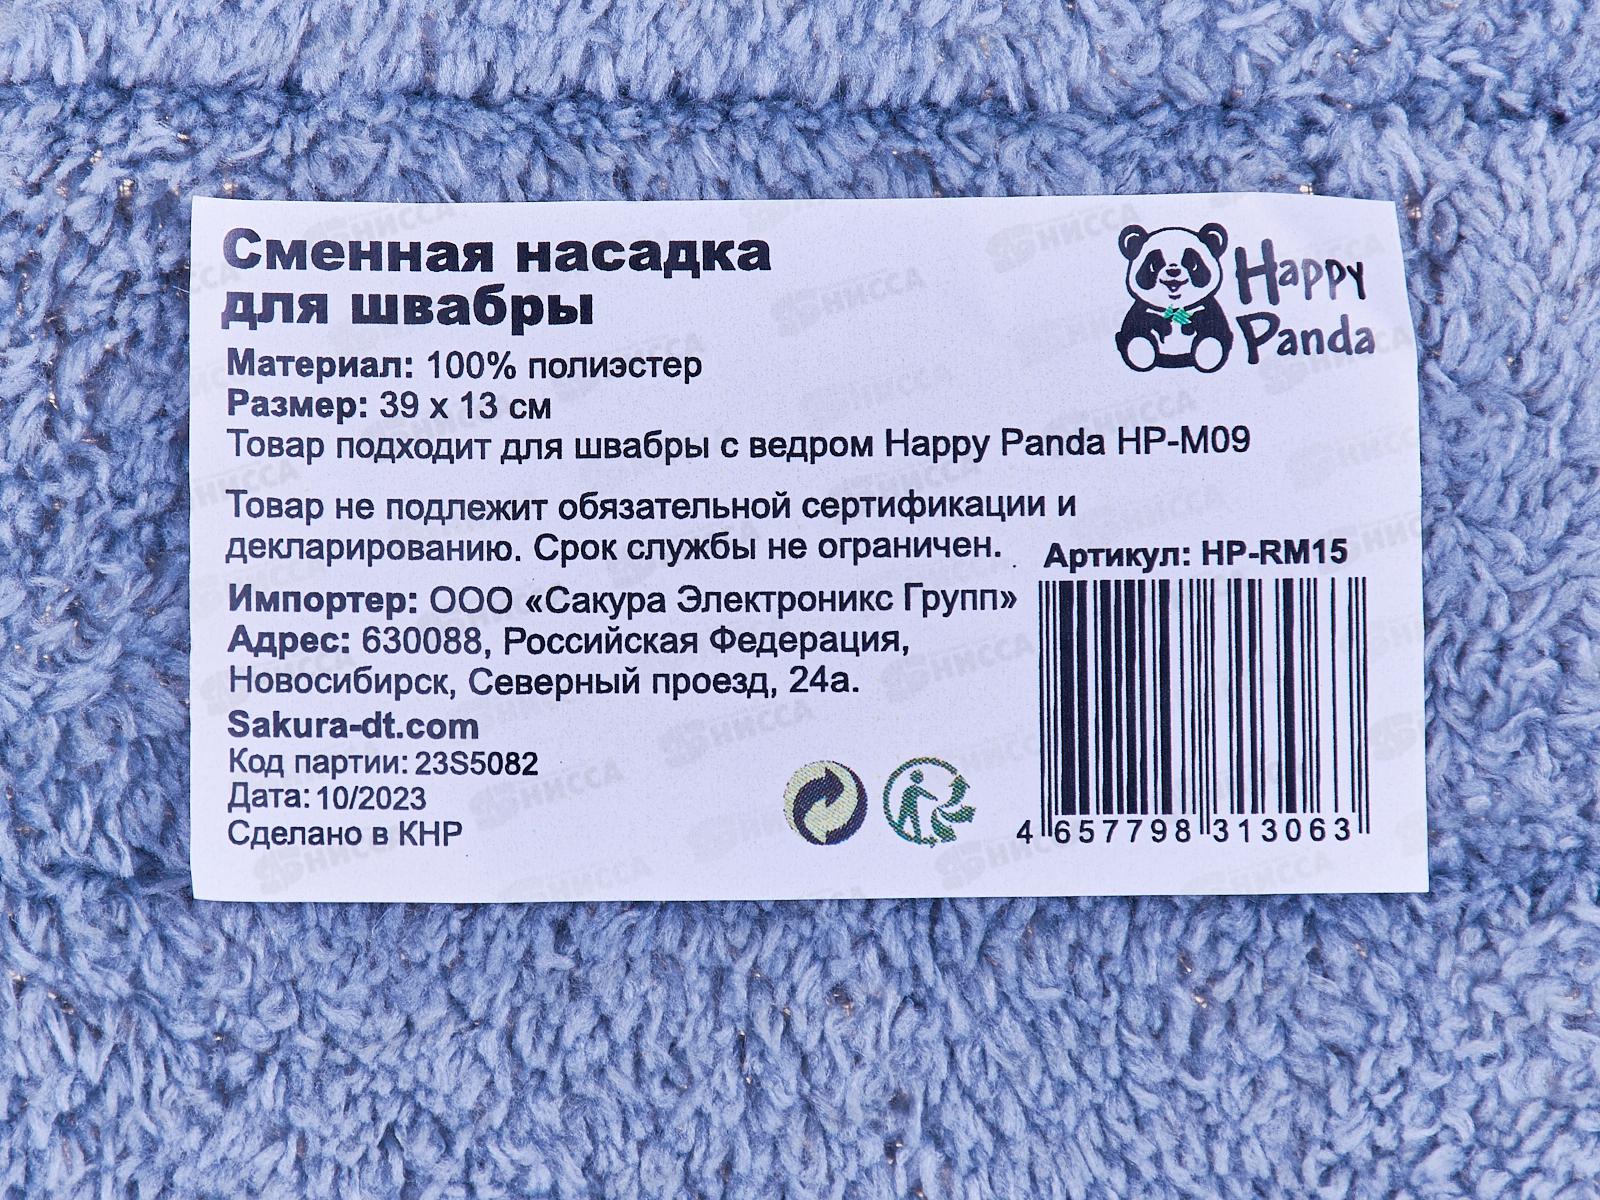 Сменная насадка
для швабры
Happy
Panda
Материал: 100% полиэстер
Размер: 39 х 13 см
Товар подходит для швабры с ведром Happy Panda HP-M09
Товар не подлежит обязательной сертификации и
декларированию. Срок службы не ограничен.
Артикул: HP-RM15
Импортер: ООО «Сакура Электроникс Групп»
Адрес: 630088, Российская Федерация,
Новосибирск, Северный проезд, 24а.
Sakura-dt.com
Код партии: 23S5082
Дата: 10/2023
Сделано в КНР
4 657798 313063
НИССА